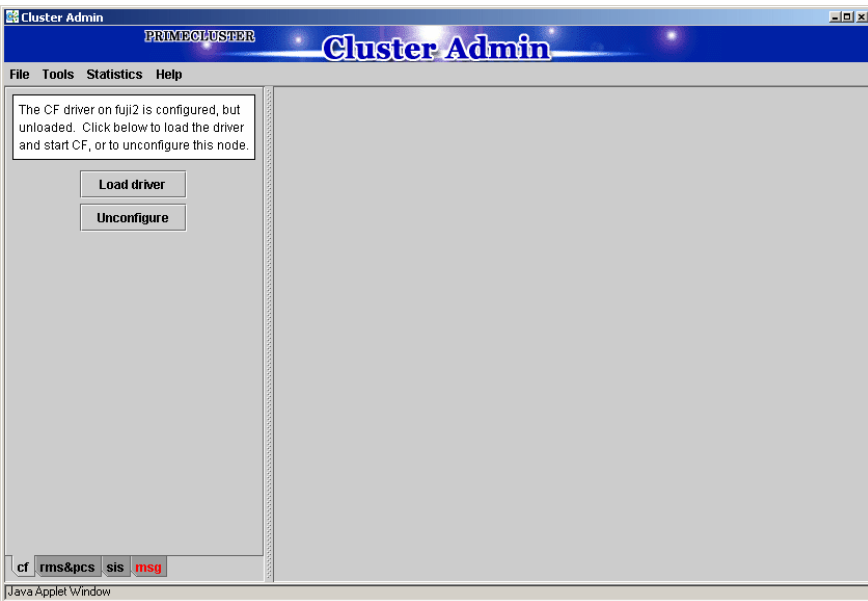 Cluster Admin
PRIMECLUSTER
Cluster Admin
File Tools Statistics Help
The CF driver on fuji2 is configured, but
unloaded. Click below to load the driver
and start CF, or to unconfigure this node.
Load driver
Unconfigure
cf rms&pcs sis msg
Java Applet Window